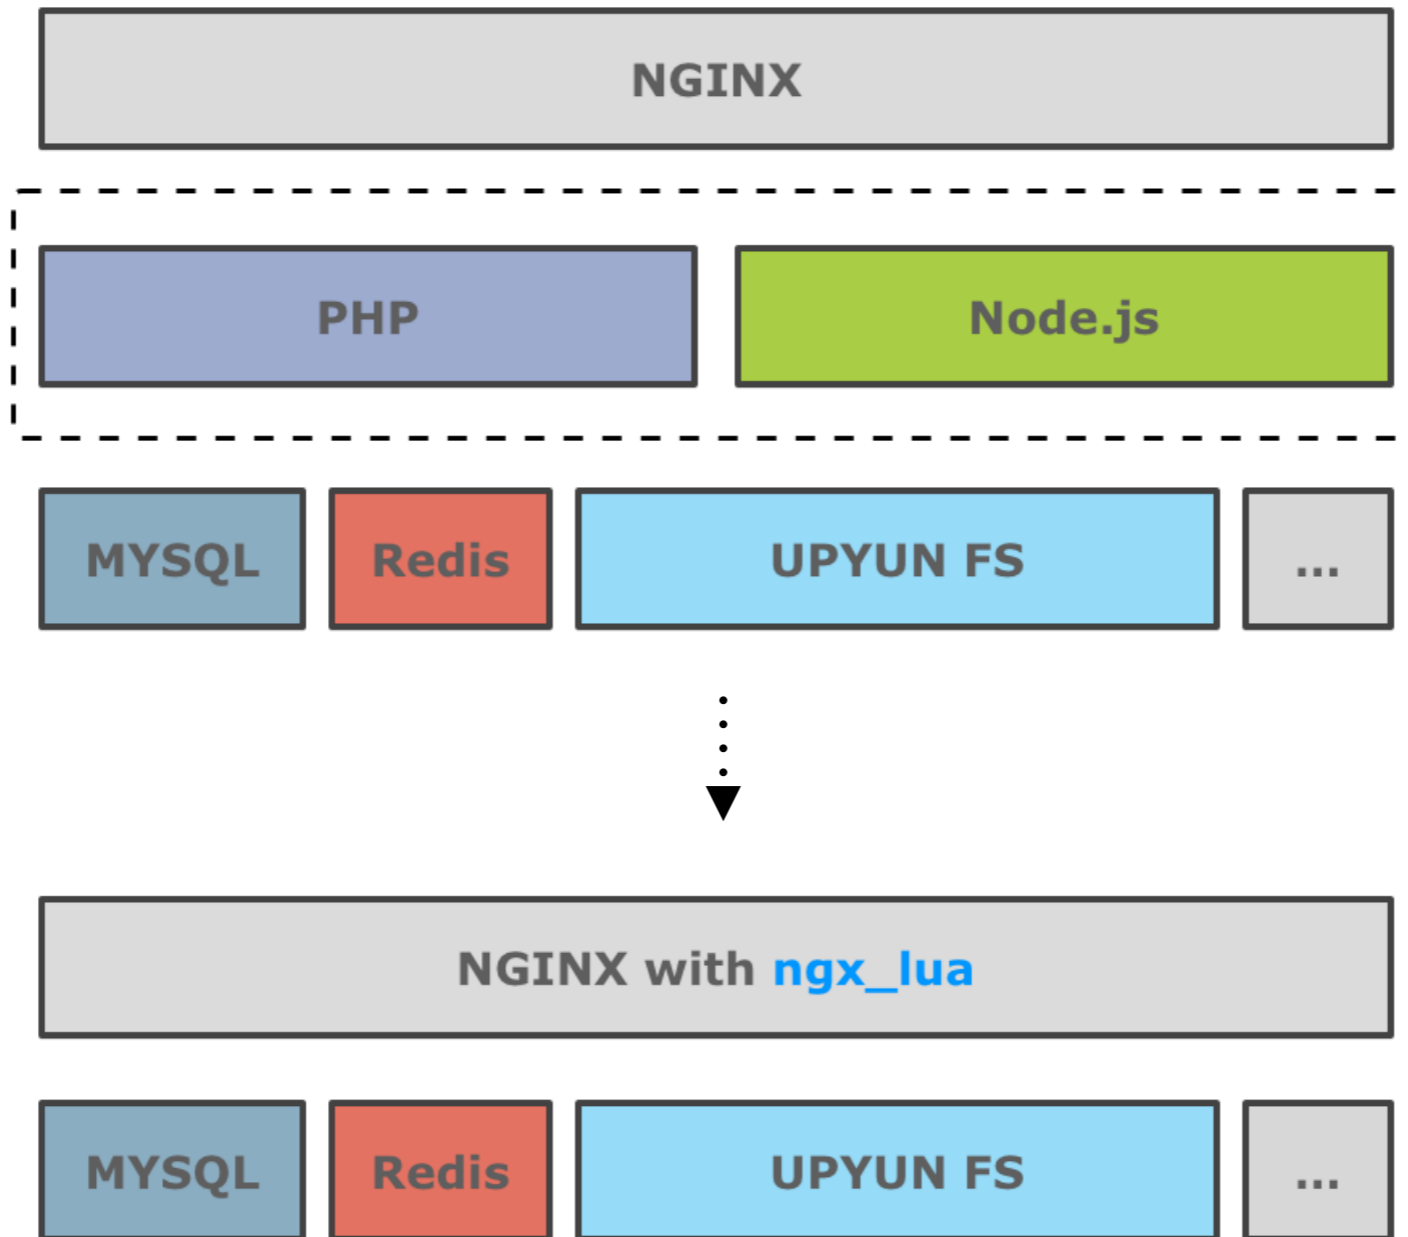 NGINX
PHP Node.js
MYSQL Redis UPYUN FS ...
NGINX with ngx_lua
MYSQL Redis UPYUN FS ...